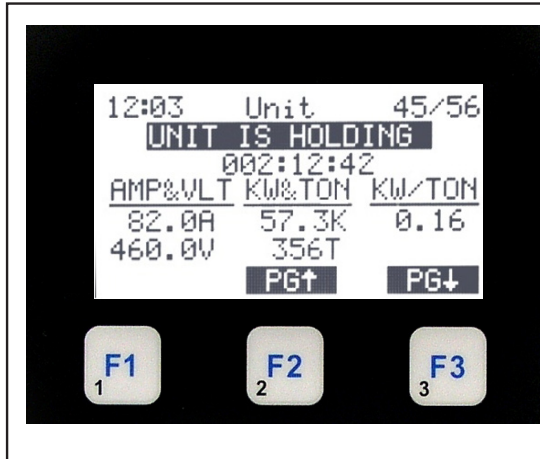 12:03 Unit 45/56
UNIT IS HOLDING
002:12:42
AMP&VLT KW&TON KW/TON
82.0A 57.3K 0.16
460.0V 356T
PG↑ PG↓
F1 F2 F3
1 2 3